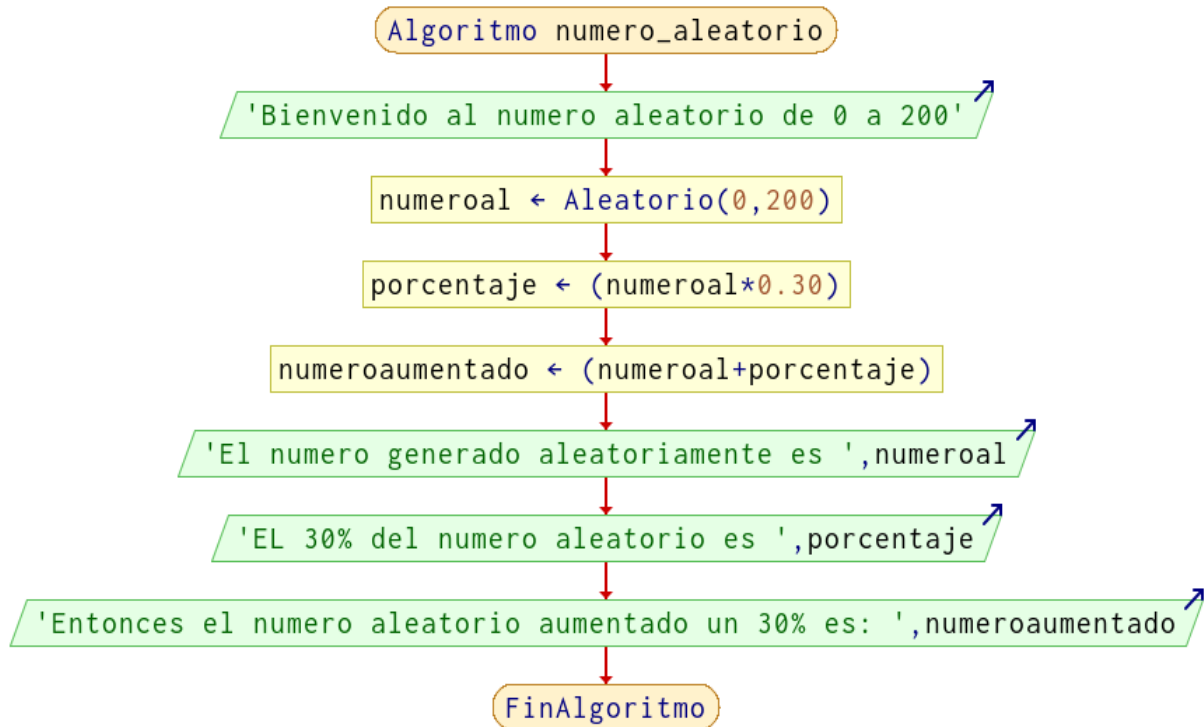 Algoritmo numero_aleatorio
'Bienvenido al numero aleatorio de 0 a 200'
numeroal ← Aleatorio(0,200)
porcentaje ← (numeroal*0.30)
numeroaumentado ← (numeroal+porcentaje)
'El numero generado aleatoriamente es ',numeroal
'EL 30% del numero aleatorio es ',porcentaje
'Entonces el numero aleatorio aumentado un 30% es: ',numeroaumentado
FinAlgoritmo